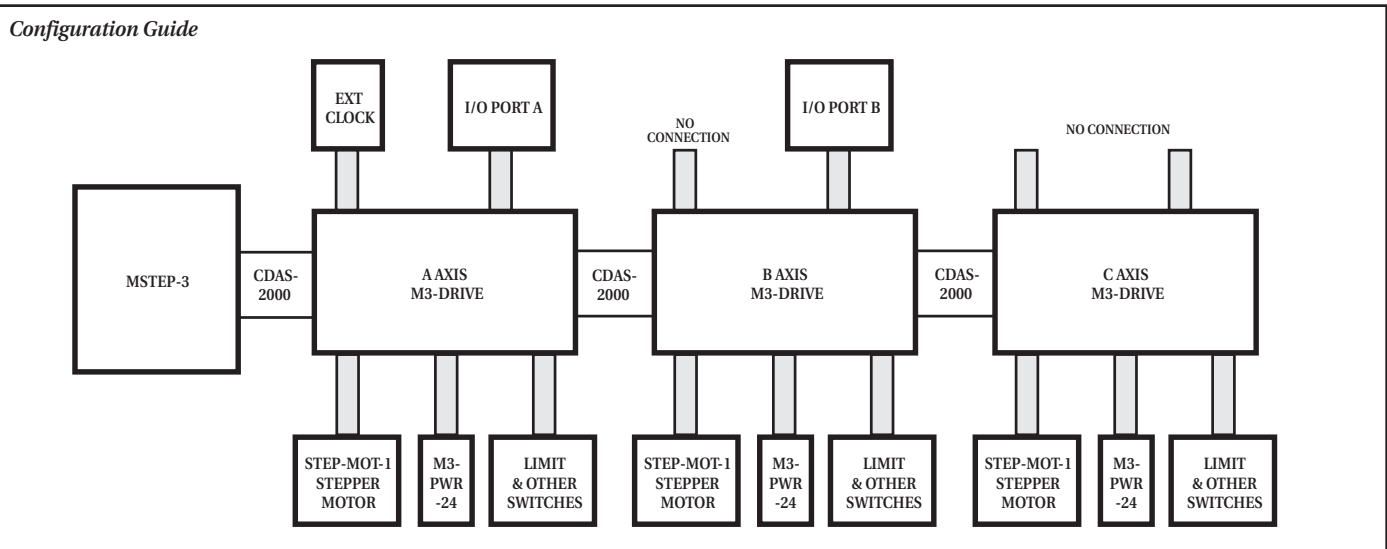 Configuration Guide
EXT
CLOCK
I/O PORT A
NO
CONNECTION
I/O PORT B
NO CONNECTION
MSTEP-3
CDAS-
2000
A AXIS
M3-DRIVE
CDAS-
2000
B AXIS
M3-DRIVE
CDAS-
2000
C AXIS
M3-DRIVE
STEP-MOT-1
STEPPER
MOTOR
M3-
PWR
-24
LIMIT
& OTHER
SWITCHES
STEP-MOT-1
STEPPER
MOTOR
M3-
PWR
-24
LIMIT
& OTHER
SWITCHES
STEP-MOT-1
STEPPER
MOTOR
M3-
PWR
-24
LIMIT
& OTHER
SWITCHES